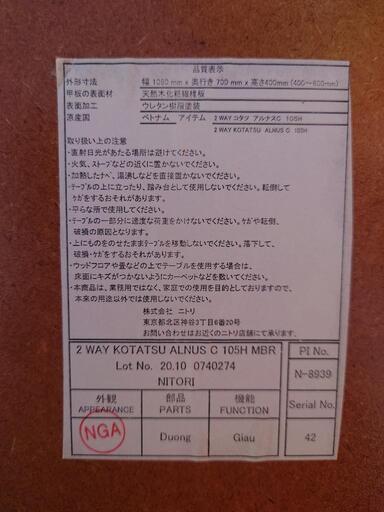 品質表示
外形寸法 幅 1050 mm x 奥行き 700 mm x 高さ400mm (400～600mm)
甲板の表面材 天然木化粧繊維板
表面加工 ウレタン樹脂塗装
原産国 ベトナム アイテム 2 WAY コタツ アルナスC 105H
2 WAY KOTATSU ALNUS C 105H
取り扱い上の注意
・直射日光があたる場所は避けてください。
・火気、ストーブなどの近くに置かないでください。
・加熱したナベ、湯沸しなどを直接置かないでください。
・テーブルの上に立ったり、踏み台として使用しないでください。転倒して
ケガをするおそれがあります。
・平らな所で使用してください。
・テーブルの一部分に過度な荷重をかけないでください。ケガや転倒、
破損の原因となります。
・上にものをのせたままテーブルを移動しないでください。落下して、
破損・ケガをするおそれがあります。
・ウッドフロアや畳などの上でテーブルを使用する場合は、
床面にキズがつかないようにカーペットなどを敷いてください。
・本商品は、業務用ではなく、家庭での使用を目的としておりますので、
本来の用途以外では使用しないでください。
株式会社 ニトリ
東京都北区神谷3丁目6番20号
お問い合わせはお近くのニトリ店舗にて承ります。
2 WAY KOTATSU ALNUS C 105H MBR
Lot No. 20.10 0740274
NITORI
PI No.
N-8939
外観 部品 機能
APPEARANCE PARTS FUNCTION
Serial No.
NGA Duong Giau 42